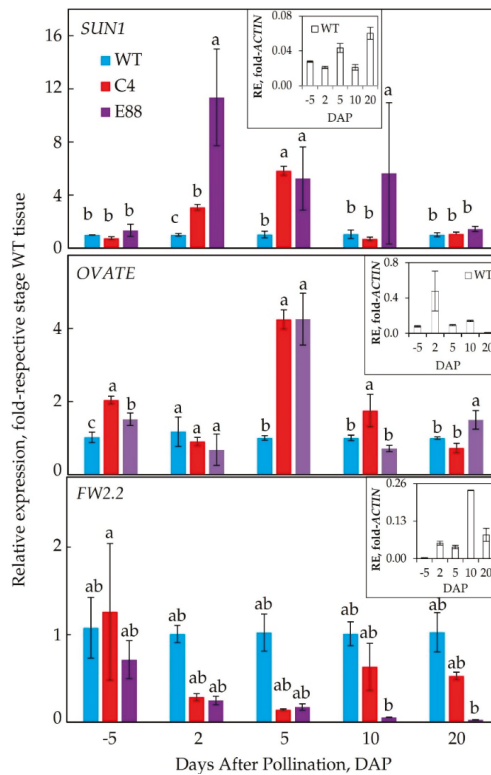 Relative expression, fold-respective stage WT tissue
SUN1
WT
C4
E88
16
12
8
4
0
b b b
c b a
b a a
b b a
b b b
RE, fold-ACTIN
WT
0.08
0.04
0.00
-5 2 5 10 20
DAP
OVATE
4
2
0
c a b
a a a
b a a
b a b
b b a
RE, fold-ACTIN
WT
0.8
0.4
0.0
-5 2 5 10 20
DAP
FW2.2
2
1
0
ab a ab
ab ab ab
ab ab ab
ab ab b
ab ab b
RE, fold-ACTIN
0.26
0.13
0.00
-5 2 5 10 20
DAP
-5 2 5 10 20
Days After Pollination, DAP